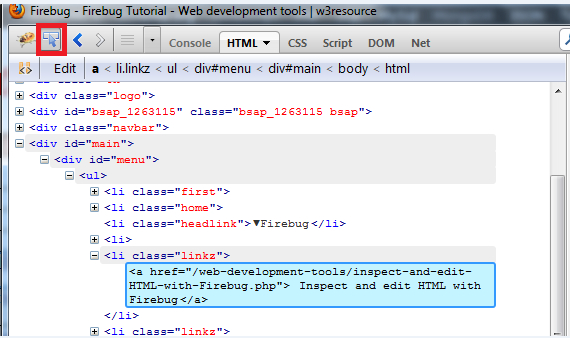 Firebug - Firebug Tutorial - Web development tools | w3resource
Console HTML CSS Script DOM Net
Edit a < li.linkz < ul < div#menu < div#main < body < html
<div class="logo">
<div id="bsap_1263115" class="bsap_1263115 bsap">
<div class="navbar">
<div id="main">
<div id="menu">
<ul>
<li class="first">
<li class="home">
<li class="headlink">▼Firebug</li>
<li>
<li class="linkz">
<a href="/web-development-tools/inspect-and-edit-
HTML-with-Firebug.php"> Inspect and edit HTML with
Firebug</a>
</li>
<li class="linkz">